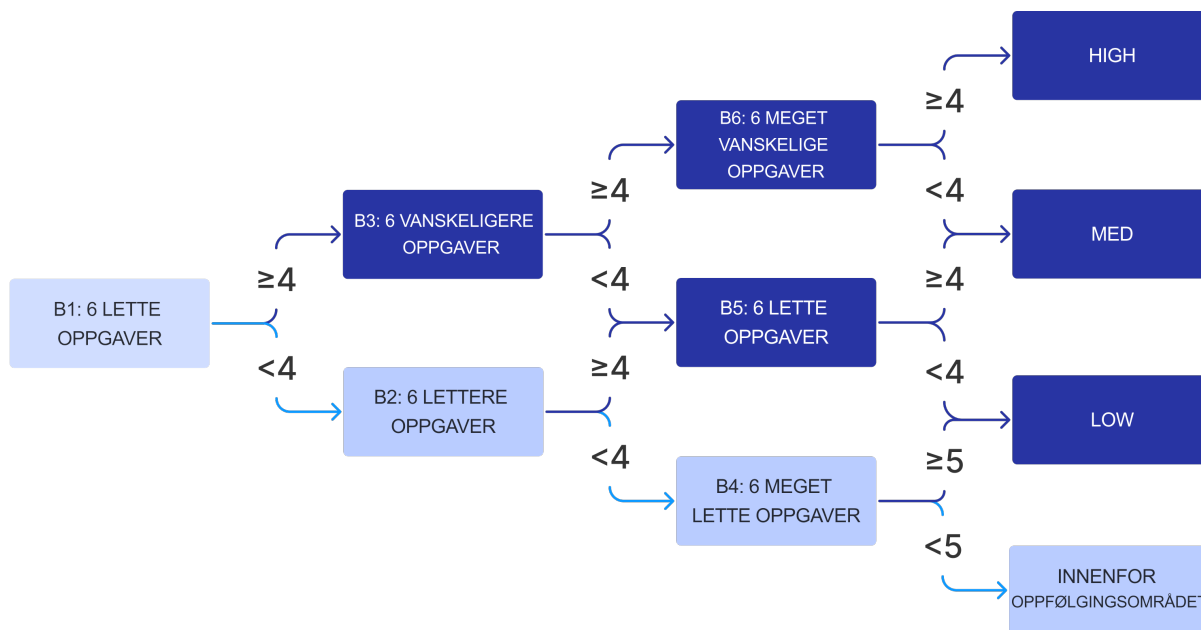 B1: 6 LETTE
OPPGAVER
≥4
<4
B3: 6 VANSKELIGERE
OPPGAVER
B2: 6 LETTERE
OPPGAVER
≥4
<4
≥4
<4
B6: 6 MEGET
VANSKELIGE
OPPGAVER
B5: 6 LETTE
OPPGAVER
B4: 6 MEGET
LETTE OPPGAVER
≥4
<4
≥4
<4
≥5
<5
HIGH
MED
LOW
INNENFOR
OPPFØLGINGSOMRÅDET